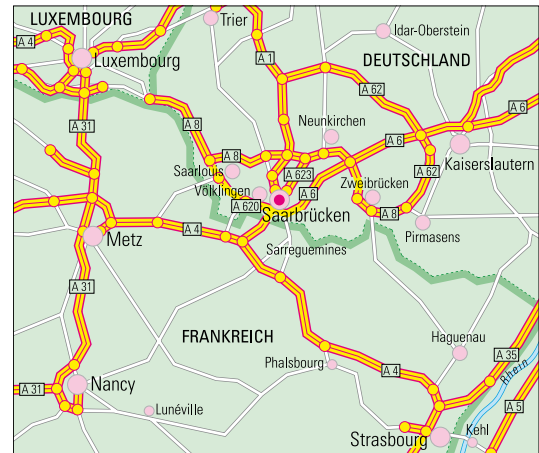 LUXEMBOURG
Trier
Idar-Oberstein
A 4
Luxembourg
A 1
DEUTSCHLAND
A 62
A 31
A 8
Neunkirchen
A 6
A 6
Saarlouis
A 8
A 623
Kaiserslautern
Völklingen
A 6
Zweibrücken
A 62
A 620
Saarbrücken
A 8
Metz
A 4
Sarreguemines
Pirmasens
A 31
FRANKREICH
Haguenau
A 35
Phalsbourg
Rhein
A 4
A 31
Nancy
A 5
Lunéville
Strasbourg
Kehl